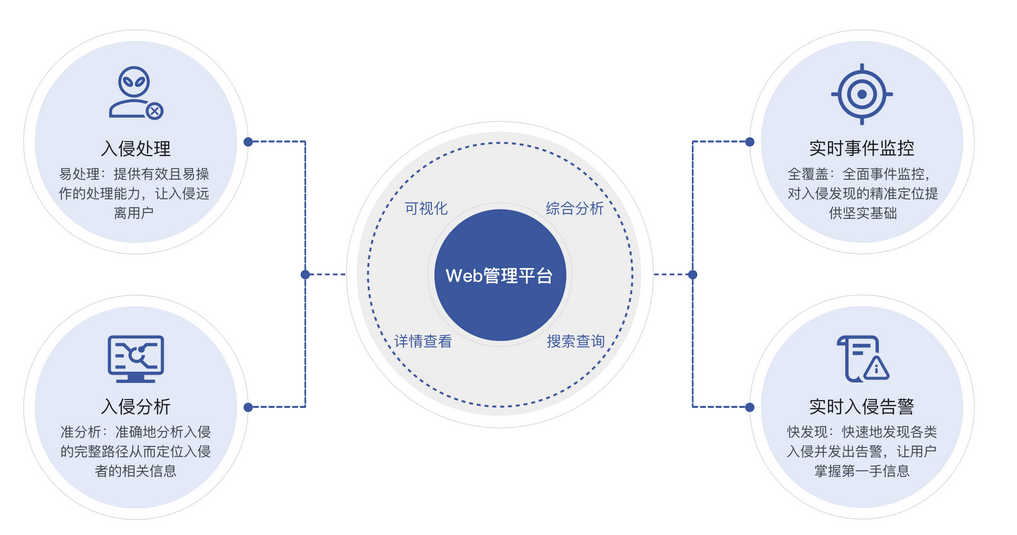 入侵处理
易处理：提供有效且易操
作的处理能力，让入侵远
离用户
实时事件监控
全覆盖：全面事件监控，
对入侵发现的精准定位提
供坚实基础
可视化
综合分析
Web管理平台
详情查看
搜索查询
入侵分析
准分析：准确地分析入侵
的完整路径从而定位入侵
者的相关信息
实时入侵告警
快发现：快速地发现各类
入侵并发出告警，让用户
掌握第一手信息